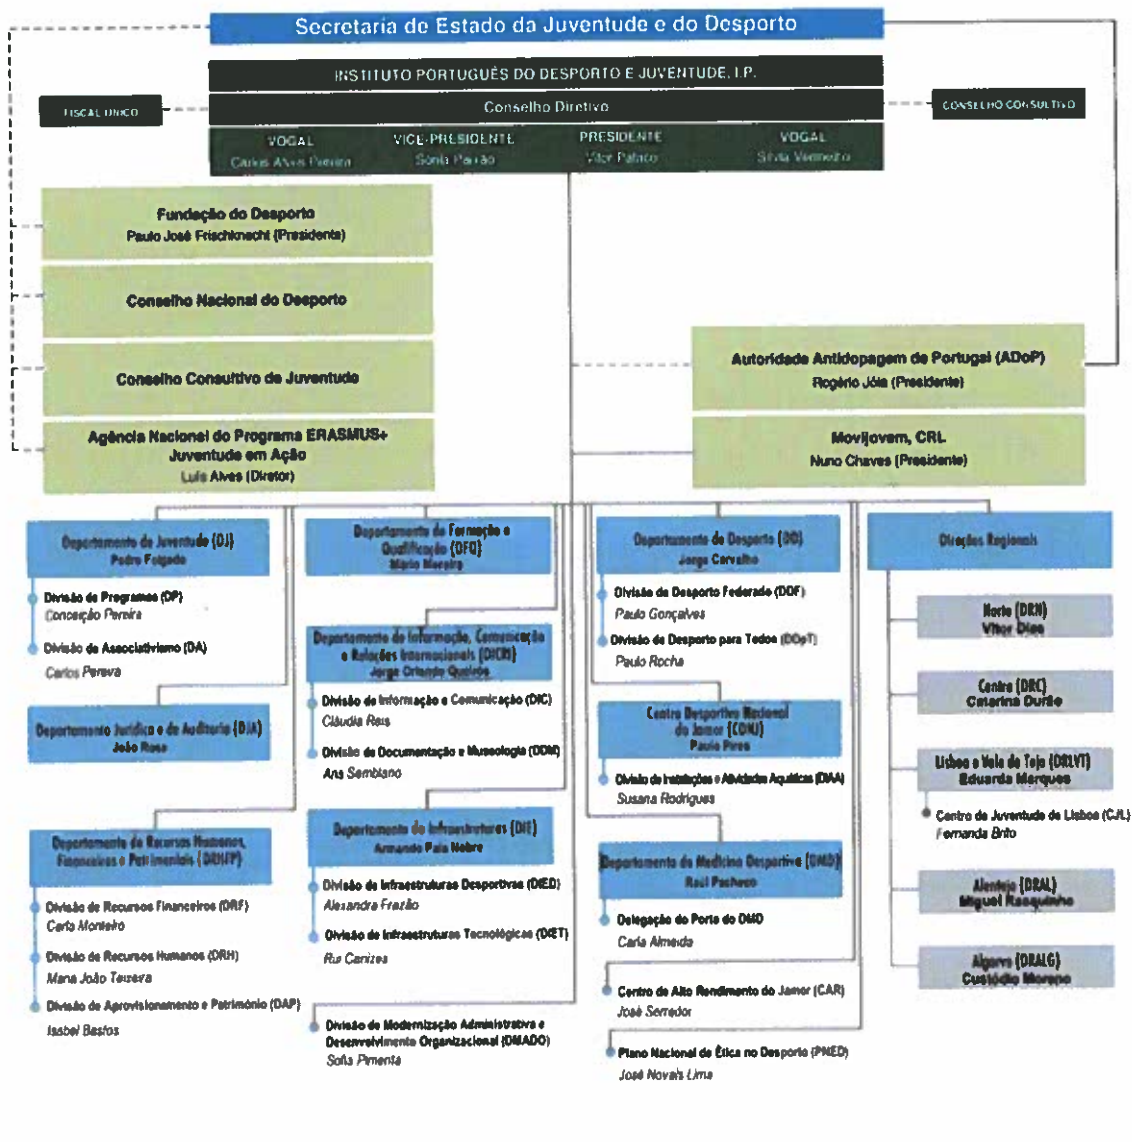 Secretaria de Estado da Juventude e do Desporto
INSTITUTO PORTUGUÊS DO DESPORTO E JUVENTUDE, I.P.
FISCAL ÚNICO
Conselho Diretivo
CONSELHO CONSULTIVO
VOGAL
Carlos Alves Pereira
VICE-PRESIDENTE
Sónia
PRESIDENTE
Vitor Pataco
VOGAL
Sílvia Vermelho
Fundação do Desporto
Paulo José Frischknecht (Presidente)
Conselho Nacional do Desporto
Conselho Consultivo de Juventude
Agência Nacional do Programa ERASMUS+
Juventude em Ação
Luís Alves (Diretor)
Autoridade Antidopagem de Portugal (ADoP)
Rogério Jóia (Presidente)
Movijovem, CRL
Nuno Chaves (Presidente)
Departamento de Juventude (DJ)
Pedro Folgado
Divisão de Programas (DP)
Conceição Pereira
Divisão de Associativismo (DA)
Carlos Pereira
Departamento Jurídico e de Auditoria (DJA)
João Rosa
Departamento de Recursos Humanos,
Financeiros e Patrimoniais (DRHFP)
Divisão de Recursos Financeiros (DRF)
Carla Monteiro
Divisão de Recursos Humanos (DRH)
Maria João Teixeira
Divisão de Aprovisionamento e Património (DAP)
Isabel Bastos
Departamento de Formação e
Qualificação (DFQ)
Mário Moreira
Departamento de Informação, Comunicação
e Relações Internacionais (DICRI)
Jorge Orlando Queirós
Divisão de Informação e Comunicação (DIC)
Cláudia Reis
Divisão de Documentação e Museologia (DDM)
Ana Semblano
Departamento de Infraestruturas (DIE)
Armando Paia Nobre
Divisão de Infraestruturas Desportivas (DIED)
Alexandra Frazão
Divisão de Infraestruturas Tecnológicas (DIET)
Rui Canizes
Divisão de Modernização Administrativa e
Desenvolvimento Organizacional (DMADO)
Sofia Pimenta
Departamento de Desporto (DD)
Jorge Carvalho
Divisão de Desporto Federado (DDF)
Paulo Gonçalves
Divisão de Desporto para Todos (DDpT)
Paulo Rocha
Centro Desportivo Nacional
do Jamor (CDNJ)
Paulo Pires
Divisão de Instalações e Atividades Aquáticas (DIAA)
Susana Rodrigues
Departamento de Medicina Desportiva (DMD)
Raúl Pacheco
Delegação do Porto do DMD
Carla Almeida
Centro de Alto Rendimento do Jamor (CAR)
José Serrador
Plano Nacional de Ética no Desporto (PNED)
José Novais Lima
Direções Regionais
Norte (DRN)
Vitor Dias
Centro (DRC)
Catarina Durão
Lisboa e Vale do Tejo (DRLVT)
Eduarda Marques
Centro de Juventude de Lisboa (CJL)
Fernanda Brito
Alentejo (DRAL)
Miguel Rasquinho
Algarve (DRALG)
Custódio Moreno